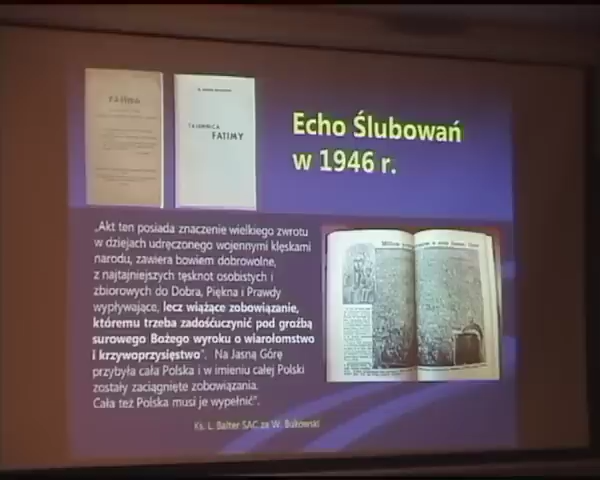 FATIMA
TAJEMNICA
FATIMY
Echo Ślubowań
w 1946 r.
„Akt ten posiada znaczenie wielkiego zwrotu
w dziejach udręczonego wojennymi klęskami
narodu, zawiera bowiem dobrowolne,
z najtajniejszych tęsknot osobistych i
zbiorowych do Dobra, Piękna i Prawdy
wypływające, lecz wiążące zobowiązanie,
któremu trzeba zadośćuczynić pod groźbą
surowego Bożego wyroku o wiarołomstwo
i krzywoprzysięstwo". Na Jasną Górę
przybyła cała Polska i w imieniu całej Polski
zostały zaciągnięte zobowiązania.
Cała też Polska musi je wypełnić".
Ks. L. Balter SAC za W. Bukowski